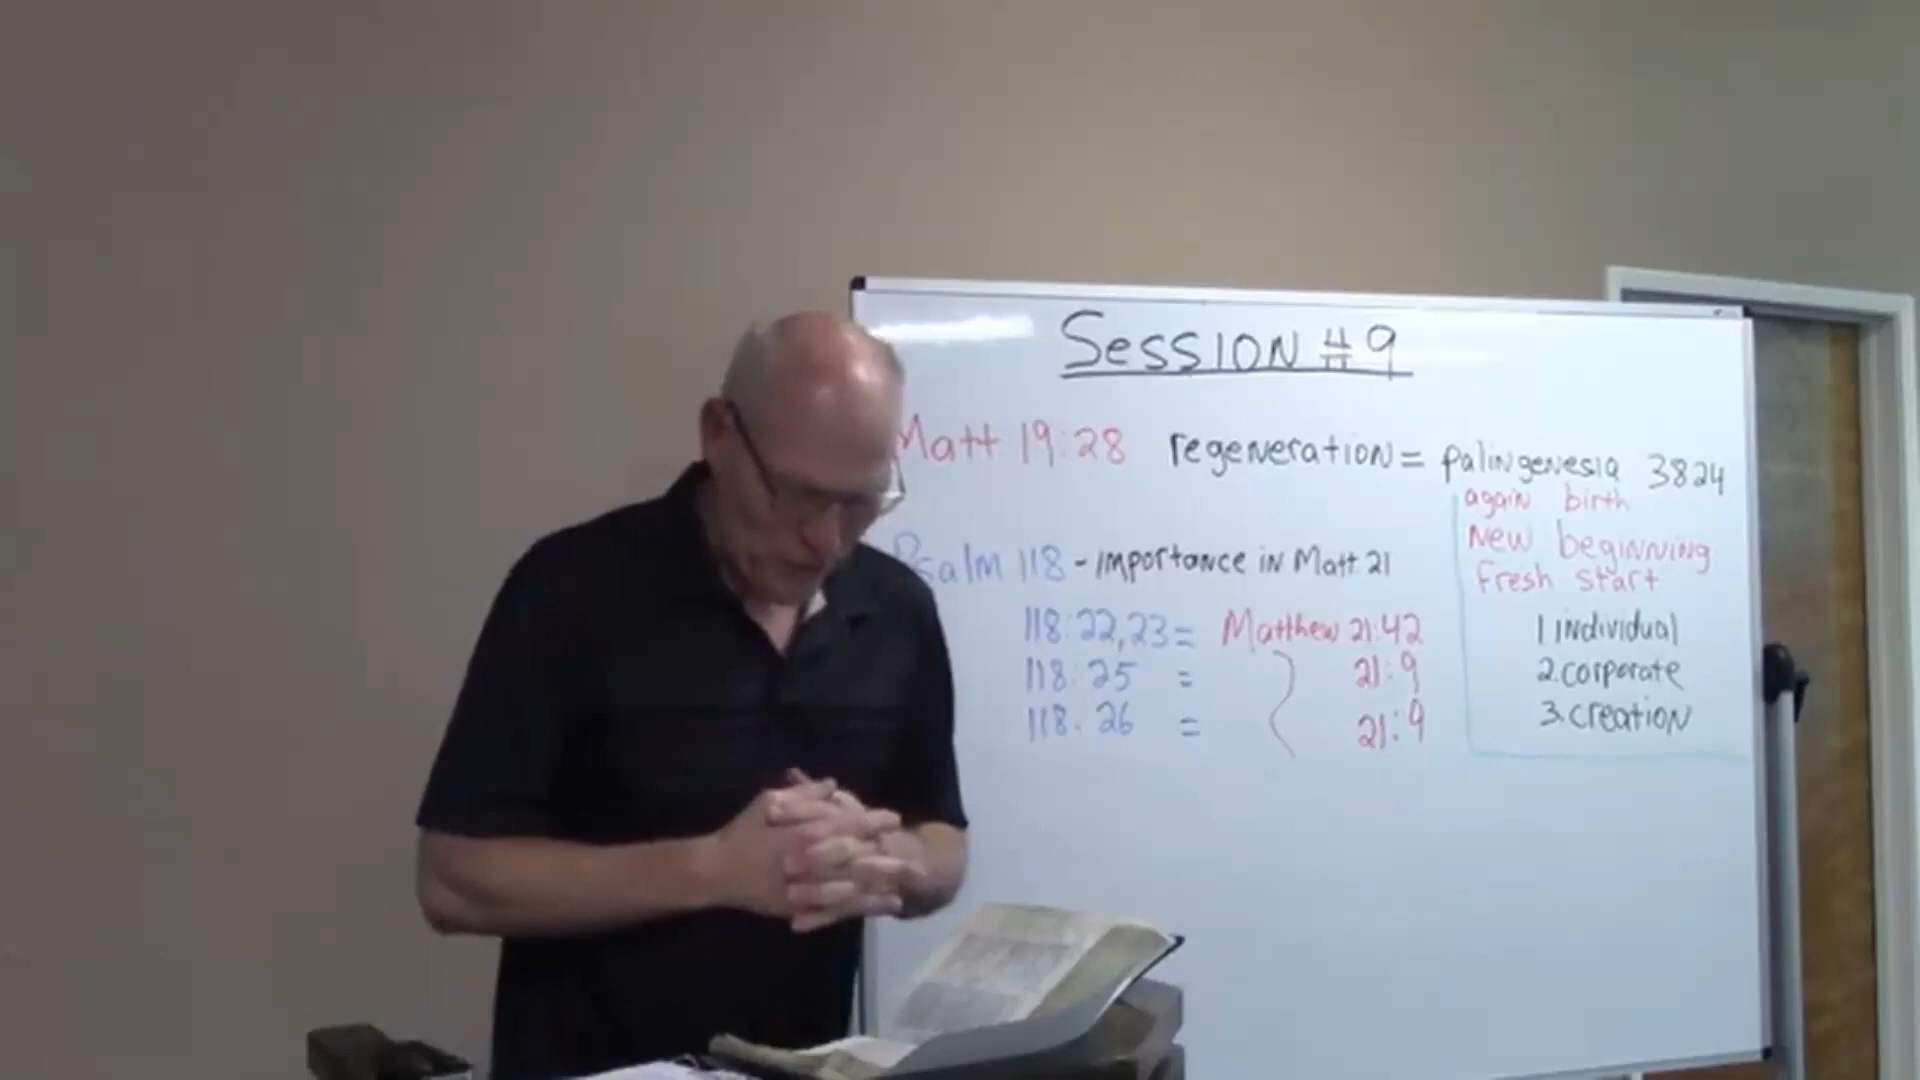 SESSION #9
Matt 19:28 regeneration = palingenesia 3824
again birth
New beginning
Fresh start
1 individual
2. corporate
3. creation
Psalm 118 - importance in Matt 21
118:22,23 = Matthew 21:42
118:25 = 21:9
118.26 = 21:9